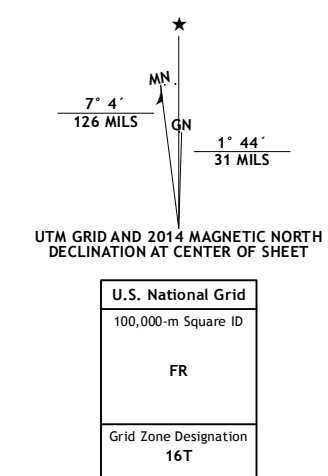 MN
7° 4´
126 MILS
GN
1° 44´
31 MILS
UTM GRID AND 2014 MAGNETIC NORTH
DECLINATION AT CENTER OF SHEET
U.S. National Grid
100,000-m Square ID
FR
Grid Zone Designation
16T